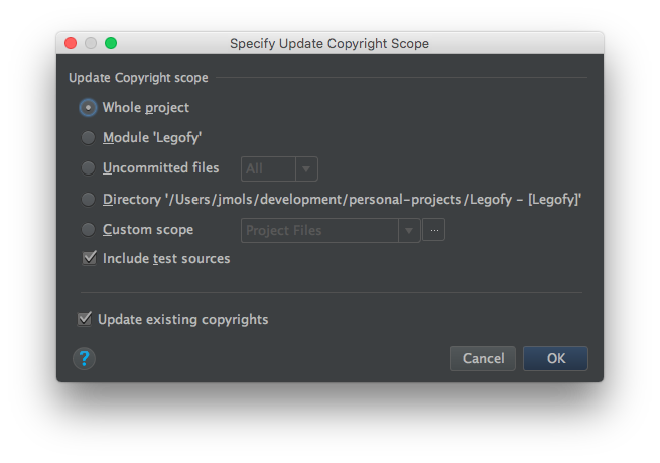 Specify Update Copyright Scope
Update Copyright scope
Whole project
Module 'Legofy'
Uncommitted files All
Directory '/Users/jmols/development/personal-projects/Legofy - [Legofy]'
Custom scope Project Files ...
Include test sources
Update existing copyrights
? Cancel OK